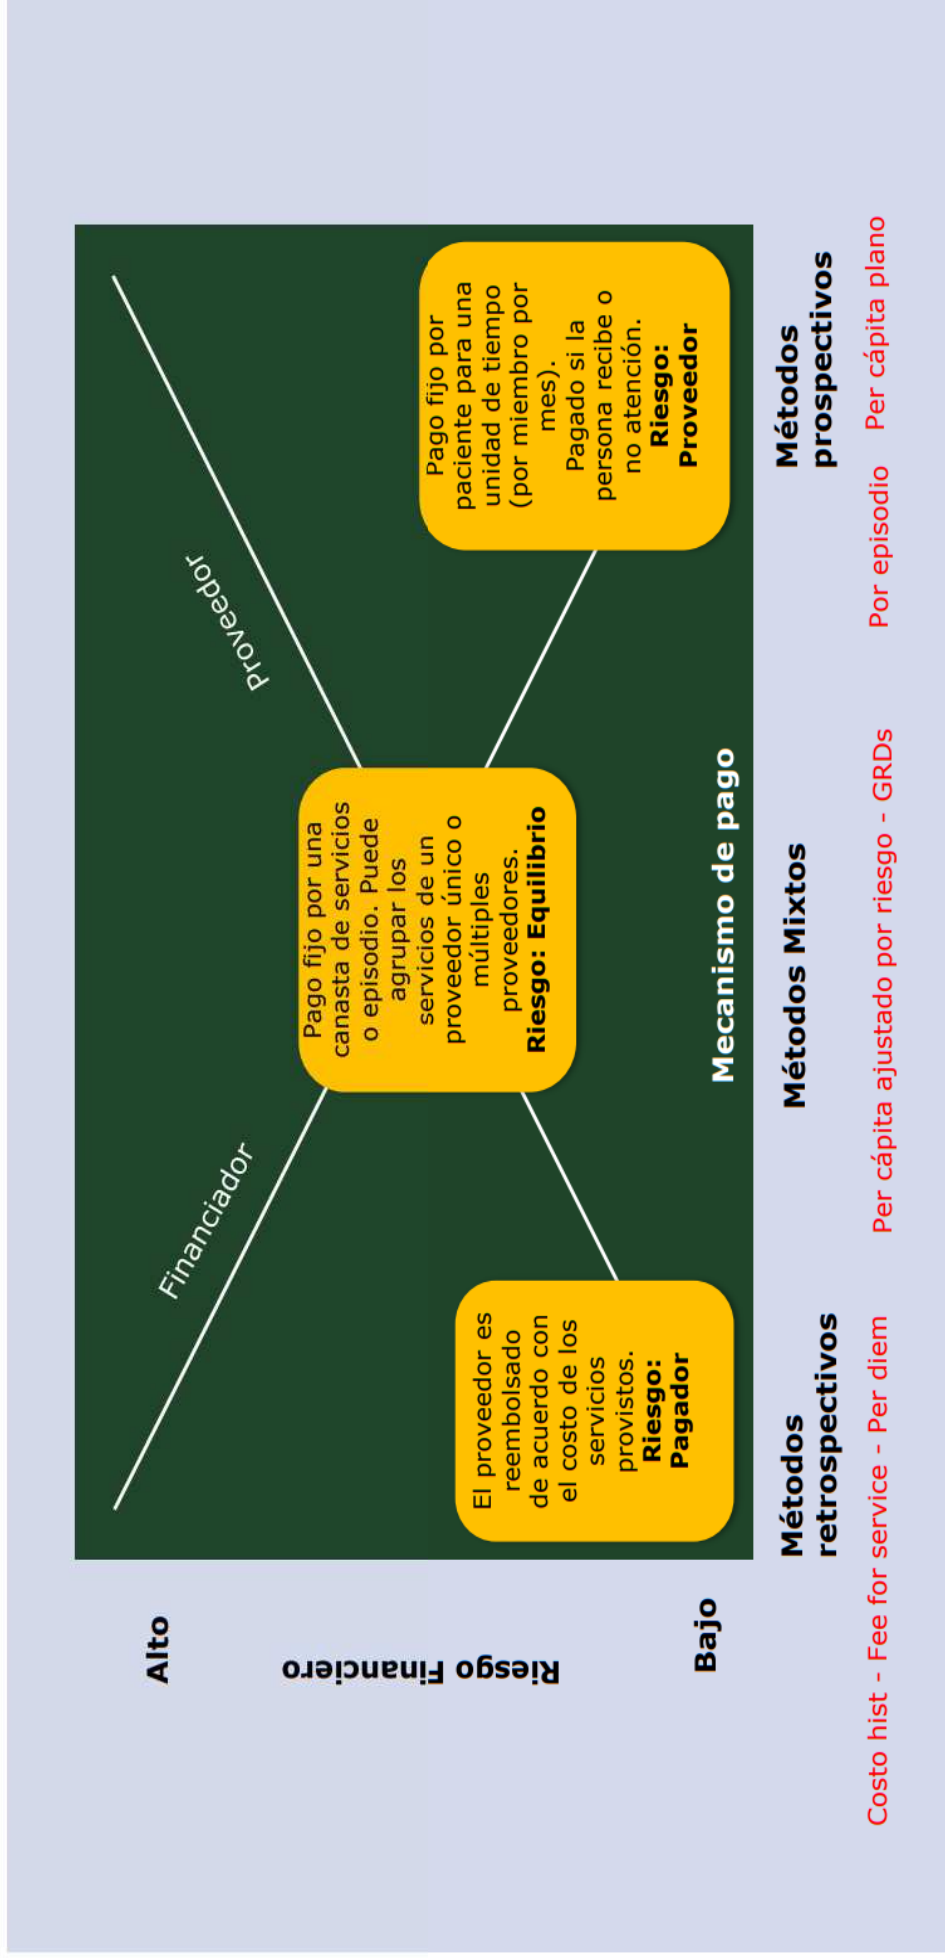 Alto
Riesgo Financiero
Bajo
Financiador
Proveedor
El proveedor es
reembolsado
de acuerdo con
el costo de los
servicios
provistos.
Riesgo:
Pagador
Pago fijo por una
canasta de servicios
o episodio. Puede
agrupar los
servicios de un
proveedor único o
múltiples
proveedores.
Riesgo: Equilibrio
Pago fijo por
paciente para una
unidad de tiempo
(por miembro por
mes).
Pagado si la
persona recibe o
no atención.
Riesgo:
Proveedor
Mecanismo de pago
Métodos
retrospectivos
Métodos Mixtos
Métodos
prospectivos
Costo hist - Fee for service - Per diem
Per cápita ajustado por riesgo - GRDs
Por episodio
Per cápita plano